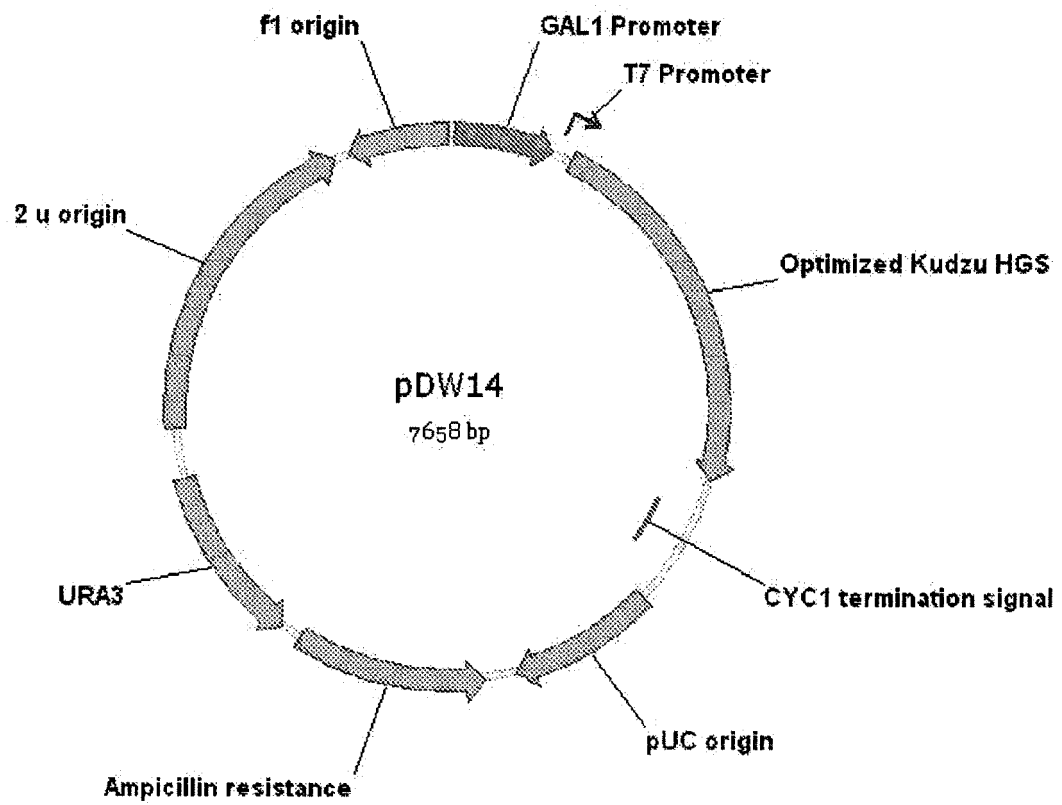 f1 origin
GAL1 Promoter
T7 Promoter
2 u origin
Optimized Kudzu HGS
pDW14
7658 bp
URA3
CYC1 termination signal
pUC origin
Ampicillin resistance